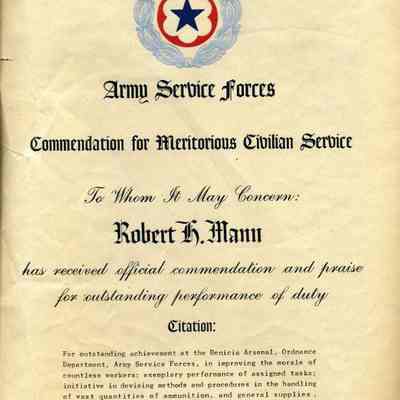 Army Service Forces
Commendation for Meritorious Civilian Service
To Whom It May Concern:
Robert H. Mann
has received official commendation and praise
for outstanding performance of duty
Citation:
For outstanding achievement at the Benicia Arsenal, Ordnance
Department, Army Service Forces, in improving the morale of
countless workers; exemplary performance of assigned tasks;
initiative in devising methods and procedures in the handling
of vast quantities of ammunition, and general supplies,